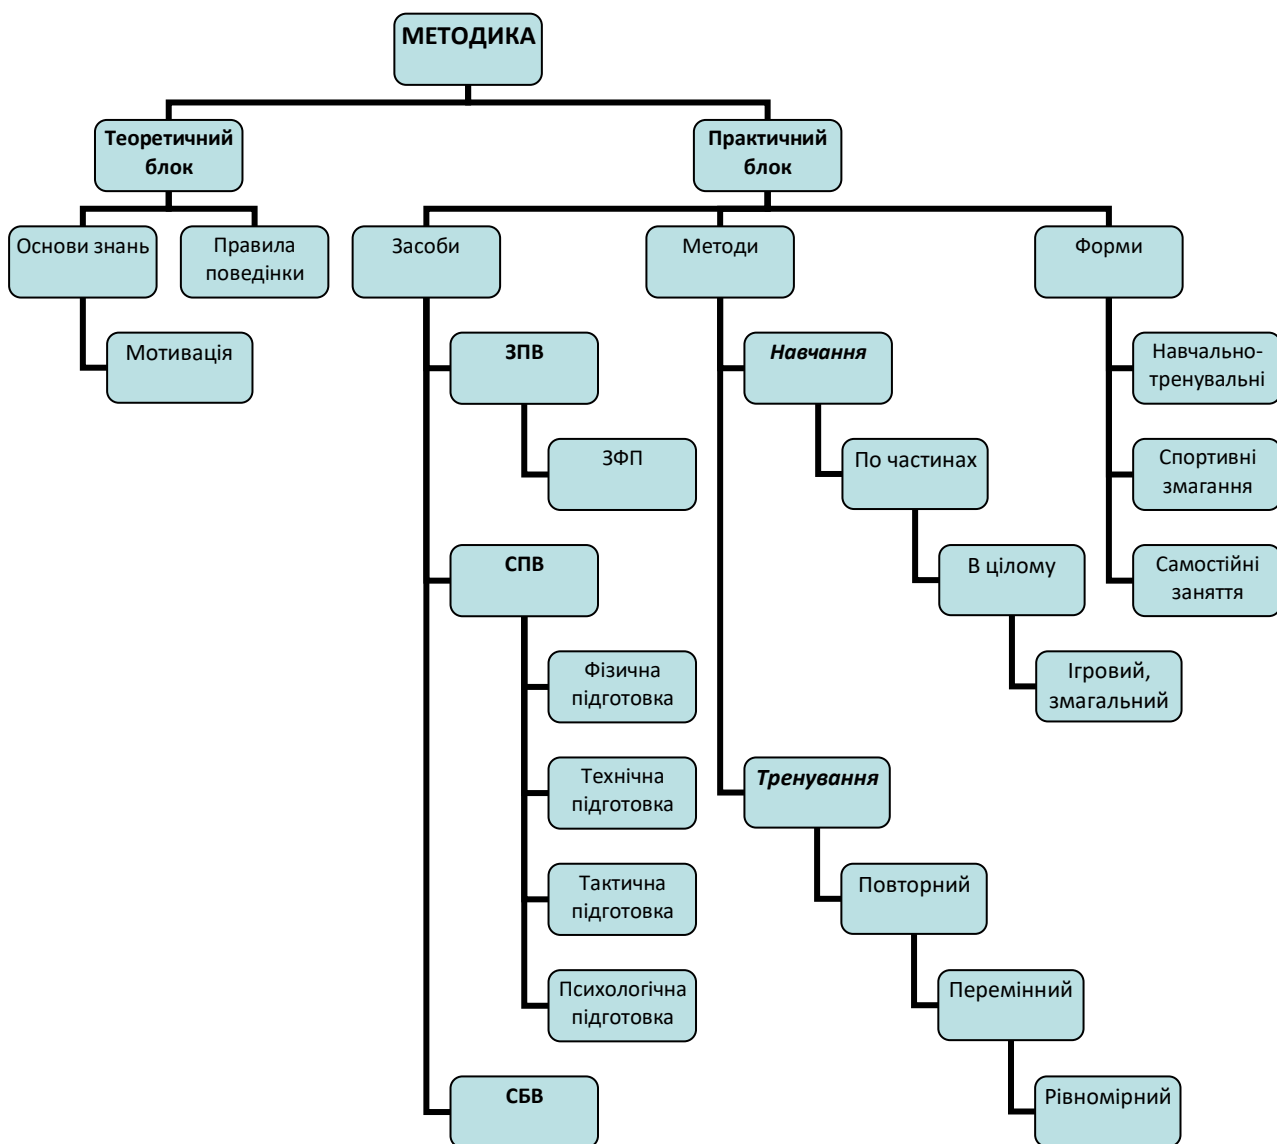 МЕТОДИКА
Теоретичний
блок
Практичний
блок
Основи знань
Правила
поведінки
Засоби
Методи
Форми
Мотивація
ЗПВ
Навчання
Навчально-
тренувальні
ЗФП
По частинах
Спортивні
змагання
СПВ
В цілому
Самостійні
заняття
Фізична
підготовка
Ігровий,
змагальний
Технічна
підготовка
Тренування
Тактична
підготовка
Повторний
Психологічна
підготовка
Перемінний
СБВ
Рівномірний